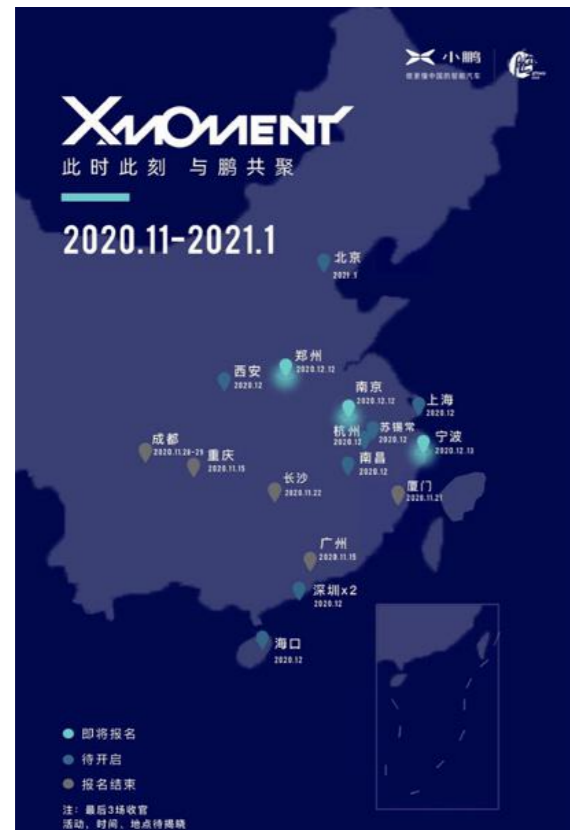 小鹏
XMOMENT
此时此刻 与鹏共聚
2020.11-2021.1
北京
2021.1
郑州
2020.12.12
西安
2020.12
南京
2020.12.12
上海
2020.12
杭州
2020.12
苏锡常
2020.12
宁波
2020.12.13
成都
2020.11.28-29
重庆
2020.11.15
南昌
2020.12
长沙
2020.11.22
厦门
2020.11.21
广州
2020.11.15
深圳x2
2020.12
海口
2020.12
即将报名
待开启
报名结束
注：最后3场收官
活动，时间、地点待揭晓